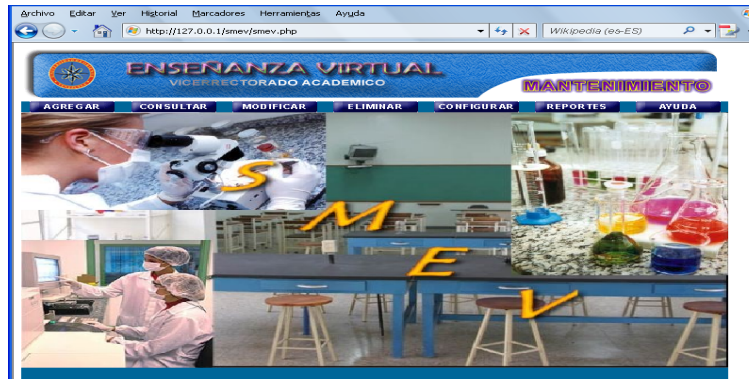 Archivo Editar Ver Historial Marcadores Herramientas Ayuda
http://127.0.0.1/smev/smev.php Wikipedia (es-ES)
ENSEÑANZA VIRTUAL
VICERRECTORADO ACADEMICO
MANTENIMIENTO
AGREGAR CONSULTAR MODIFICAR ELIMINAR CONFIGURAR REPORTES AYUDA
S
M
E
V